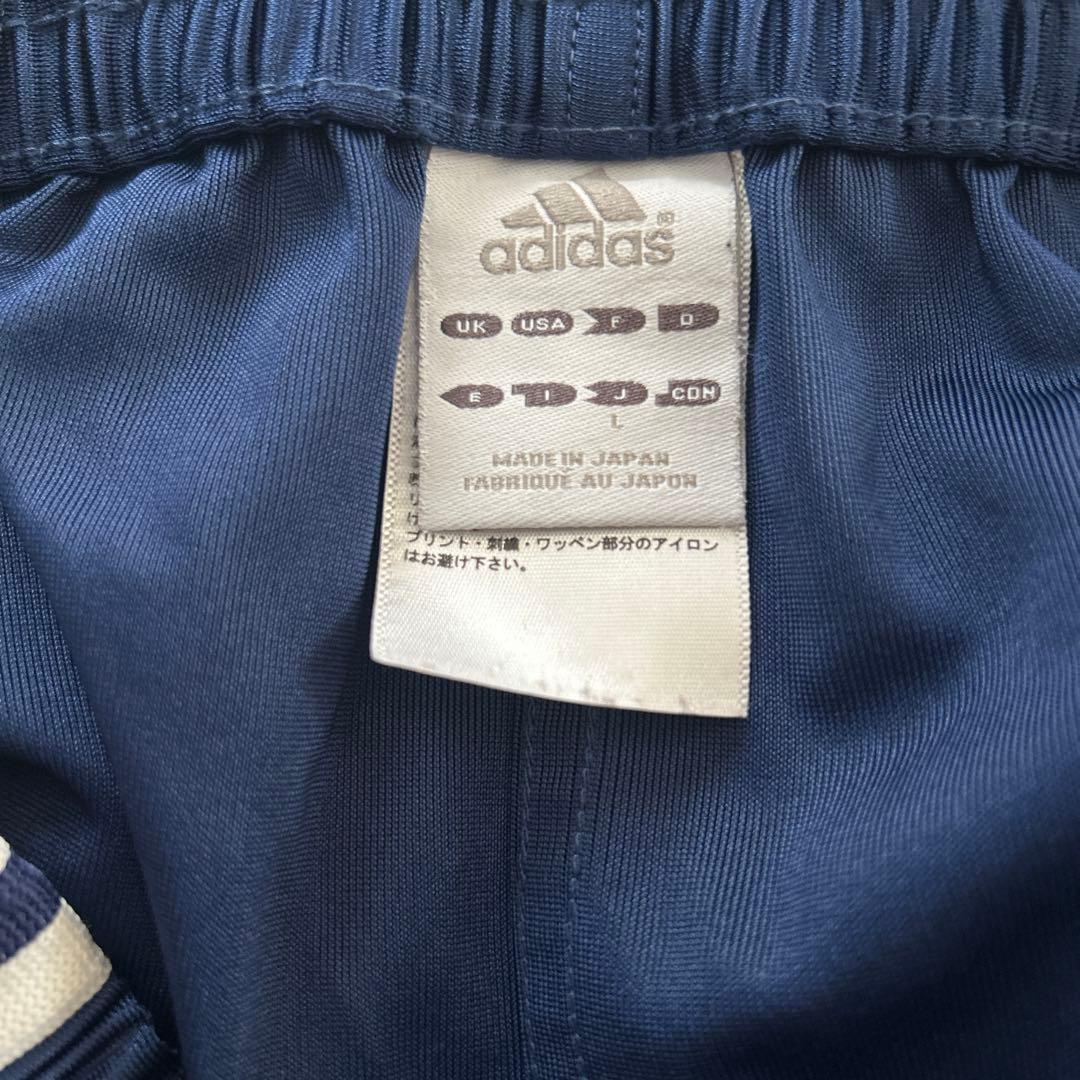 adidas®
UK USA F D
E I J CDN
L
MADE IN JAPAN
FABRIQUÉ AU JAPON
プリント・刺繍・ワッペン部分のアイロン
はお避け下さい。